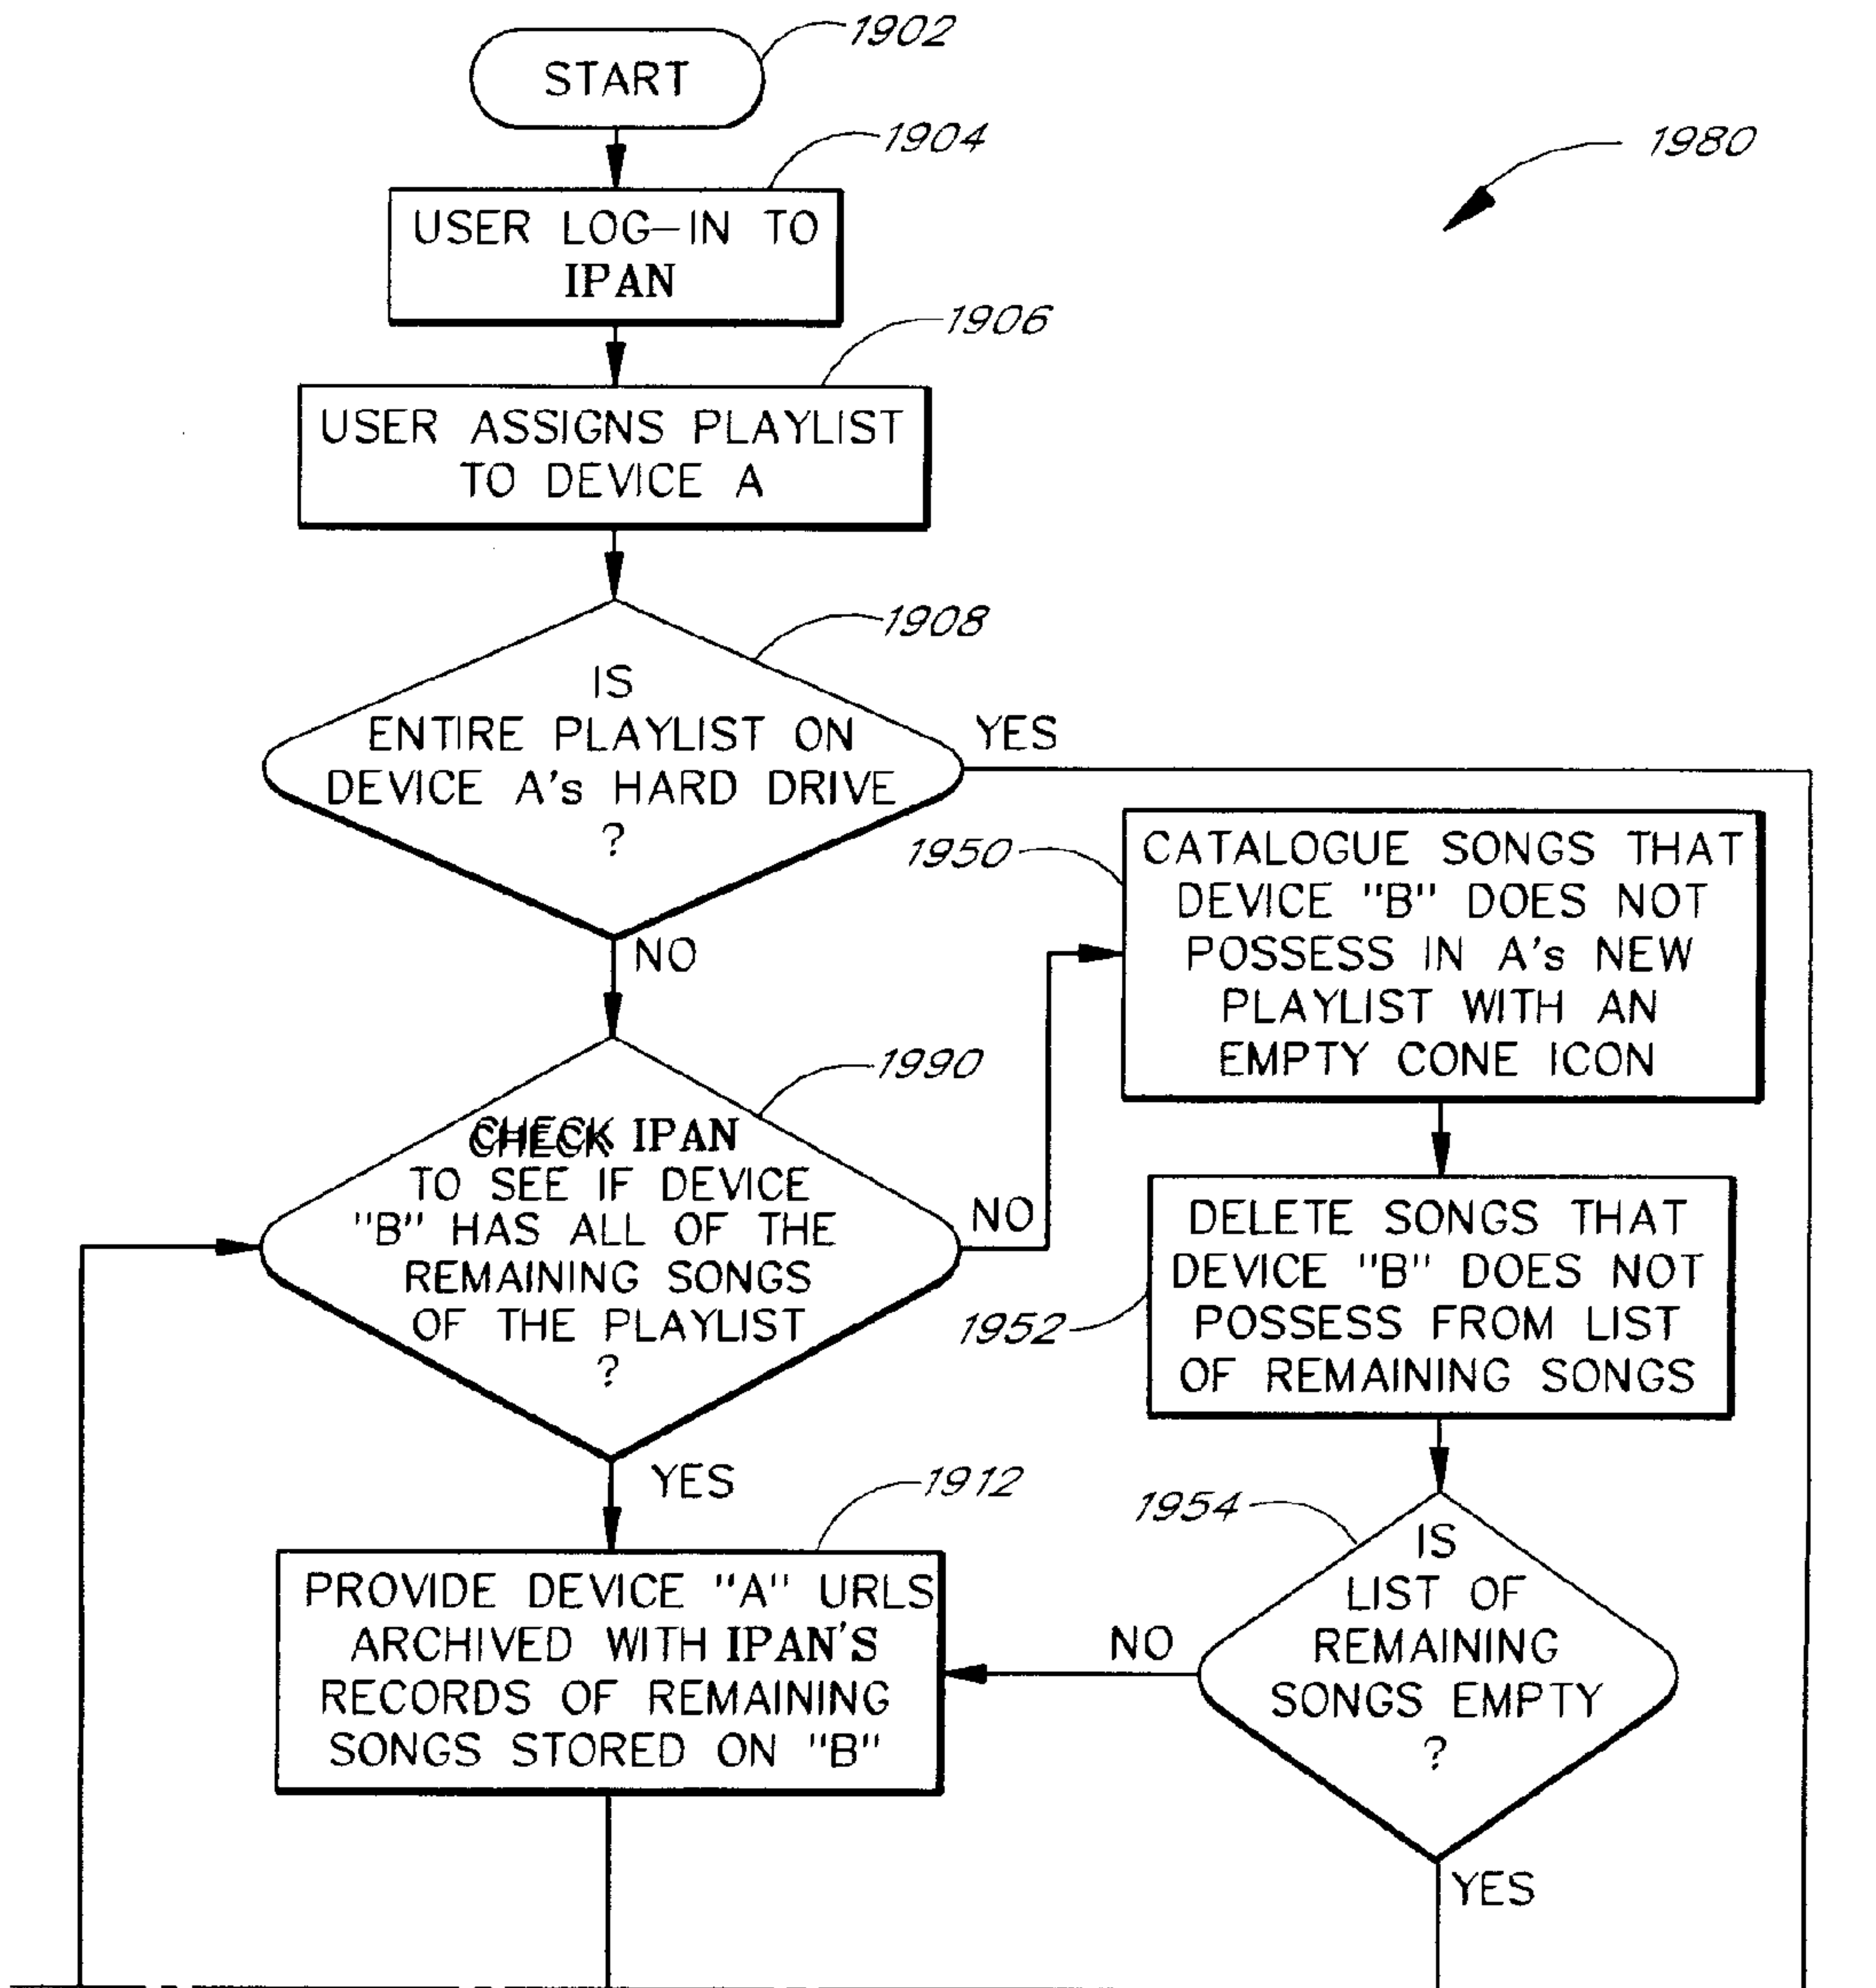 1902
START
1904
1980
USER LOG-IN TO
IPAN
1906
USER ASSIGNS PLAYLIST
TO DEVICE A
1908
IS
ENTIRE PLAYLIST ON
DEVICE A's HARD DRIVE
?
YES
NO
1950
CATALOGUE SONGS THAT
DEVICE "B" DOES NOT
POSSESS IN A's NEW
PLAYLIST WITH AN
EMPTY CONE ICON
1990
CHECK IPAN
TO SEE IF DEVICE
"B" HAS ALL OF THE
REMAINING SONGS
OF THE PLAYLIST
?
NO
YES
1952
DELETE SONGS THAT
DEVICE "B" DOES NOT
POSSESS FROM LIST
OF REMAINING SONGS
1912
PROVIDE DEVICE "A" URLS
ARCHIVED WITH IPAN'S
RECORDS OF REMAINING
SONGS STORED ON "B"
1954
IS
LIST OF
REMAINING
SONGS EMPTY
?
NO
YES